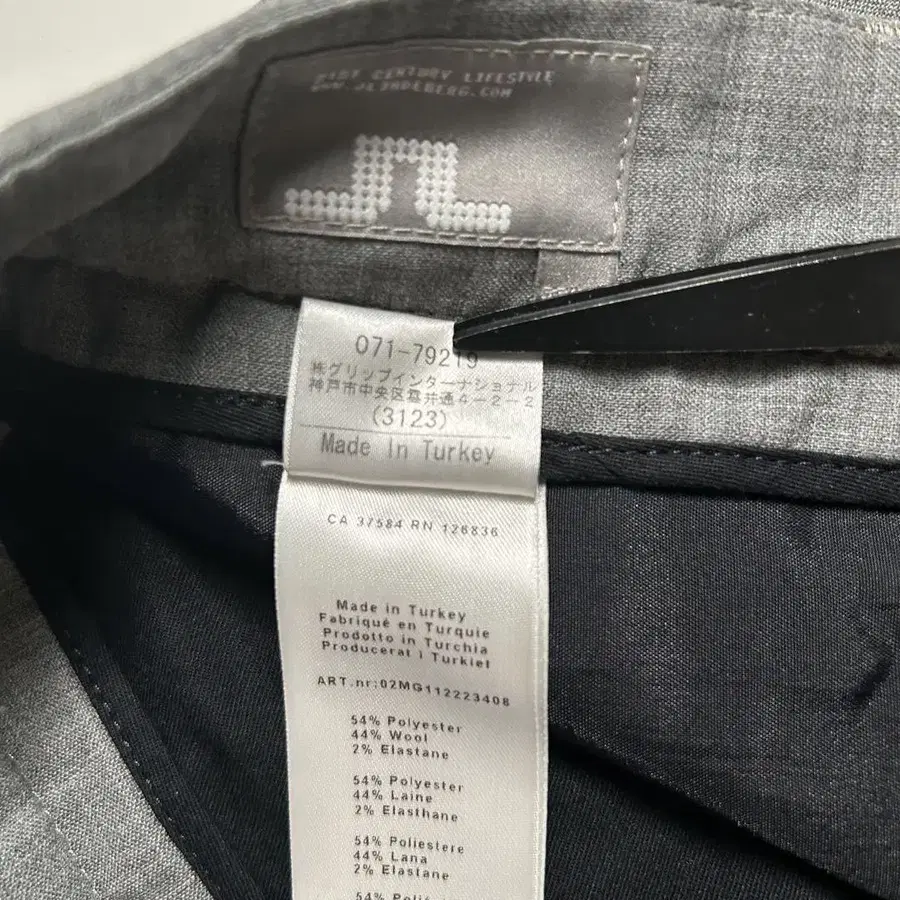 21ST CENTURY LIFESTYLE
WWW.JLINDEBERG.COM
JL
071-79219
㈱グリップインターナショナル
神戸市中央区葺井通4-2-2
(3123)
Made In Turkey
CA 37584 RN 126836
Made in Turkey
Fabriqué en Turquie
Prodotto in Turchia
Producerat i Turkiet
ART.nr:02MG112223408
54% Polyester
44% Wool
2% Elastane
54% Polyester
44% Laine
2% Elasthane
54% Poliestere
44% Lana
2% Elastane
54%